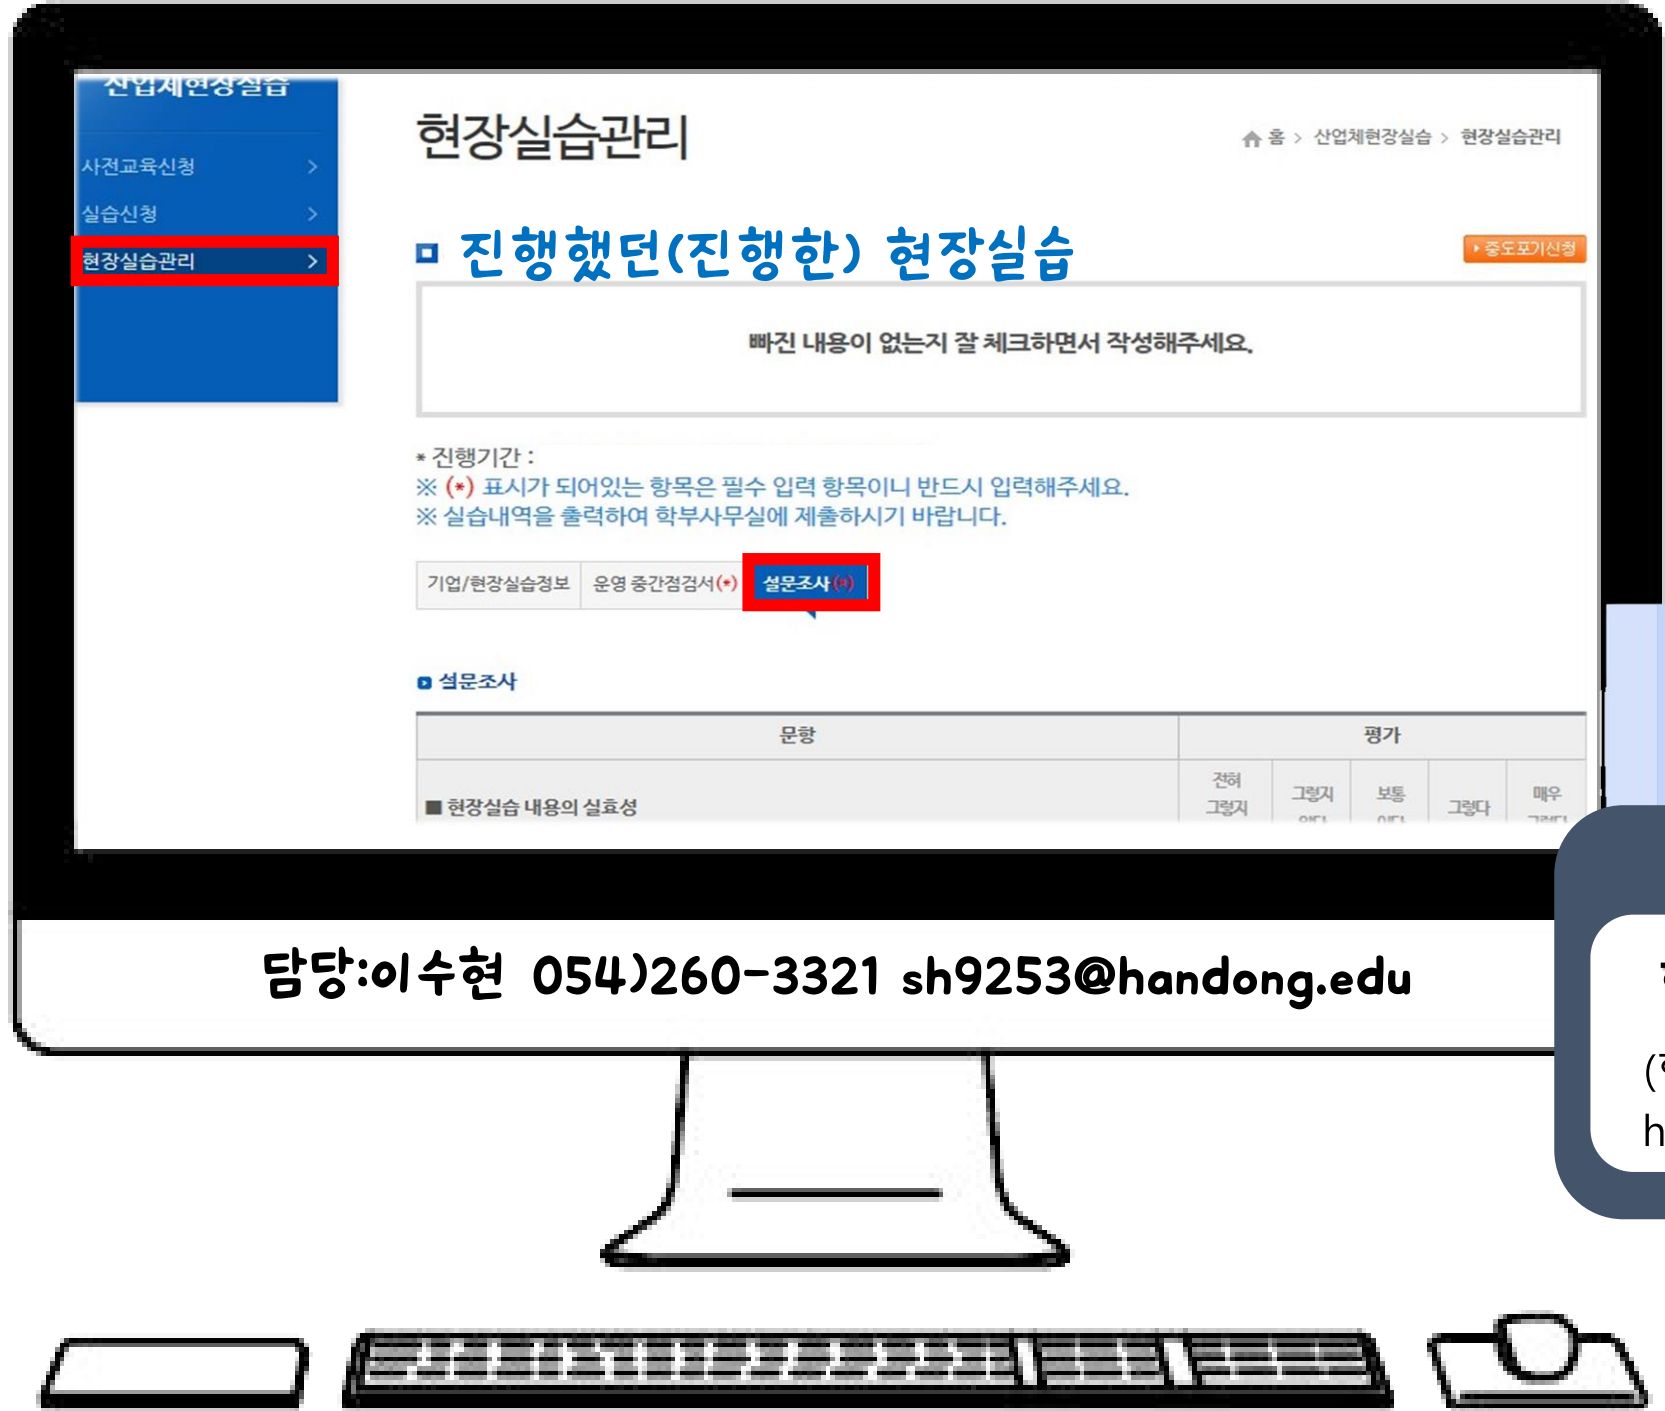 산업체현장실습
사전교육신청
실습신청
현장실습관리
현장실습관리
홈 > 산업체현장실습 > 현장실습관리
진행했던(진행한) 현장실습
중도포기신청
빠진 내용이 없는지 잘 체크하면서 작성해주세요.
* 진행기간 :
※ (*) 표시가 되어있는 항목은 필수 입력 항목이니 반드시 입력해주세요.
※ 실습내역을 출력하여 학부사무실에 제출하시기 바랍니다.
기업/현장실습정보 운영 중간점검서(*) 설문조사(*)
설문조사
문항 평가
■ 현장실습 내용의 실효성
전혀 그렇지
그렇지
보통
그렇다
매우
담당:이수현 054)260-3321 sh9253@handong.edu
(
h